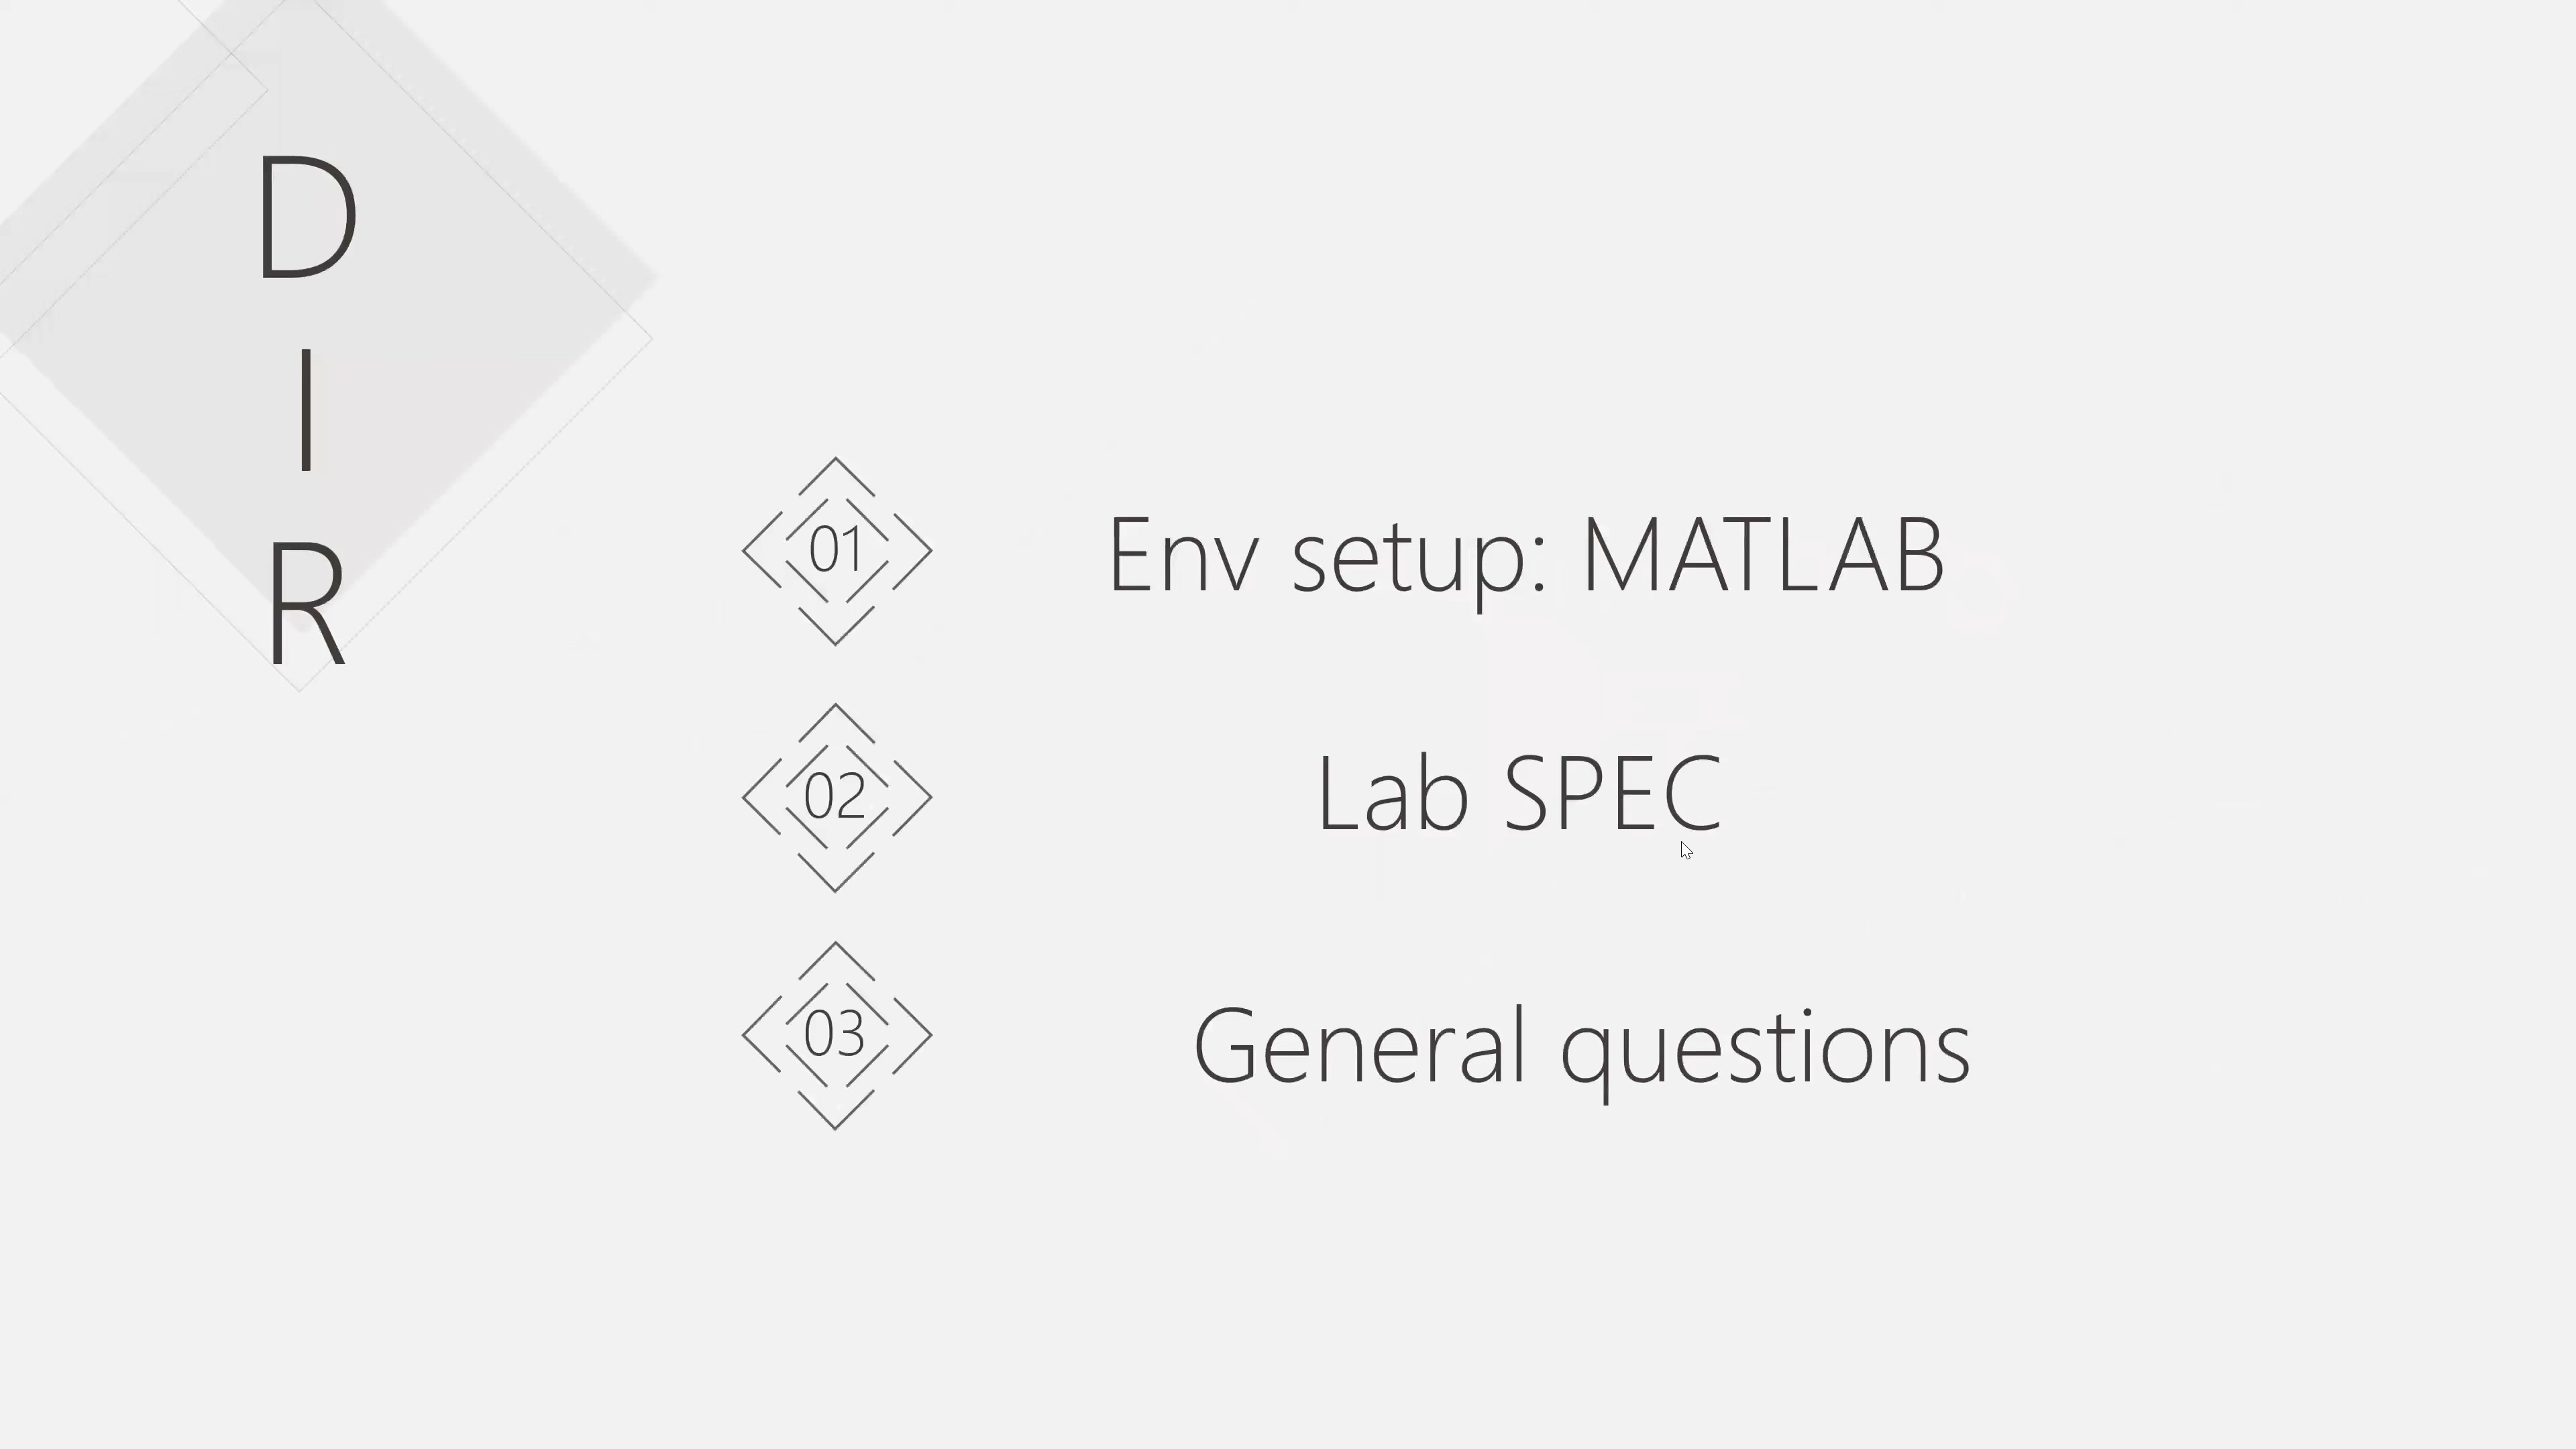 D
I
R
01 Env setup: MATLAB
02 Lab SPEC
03 General questions